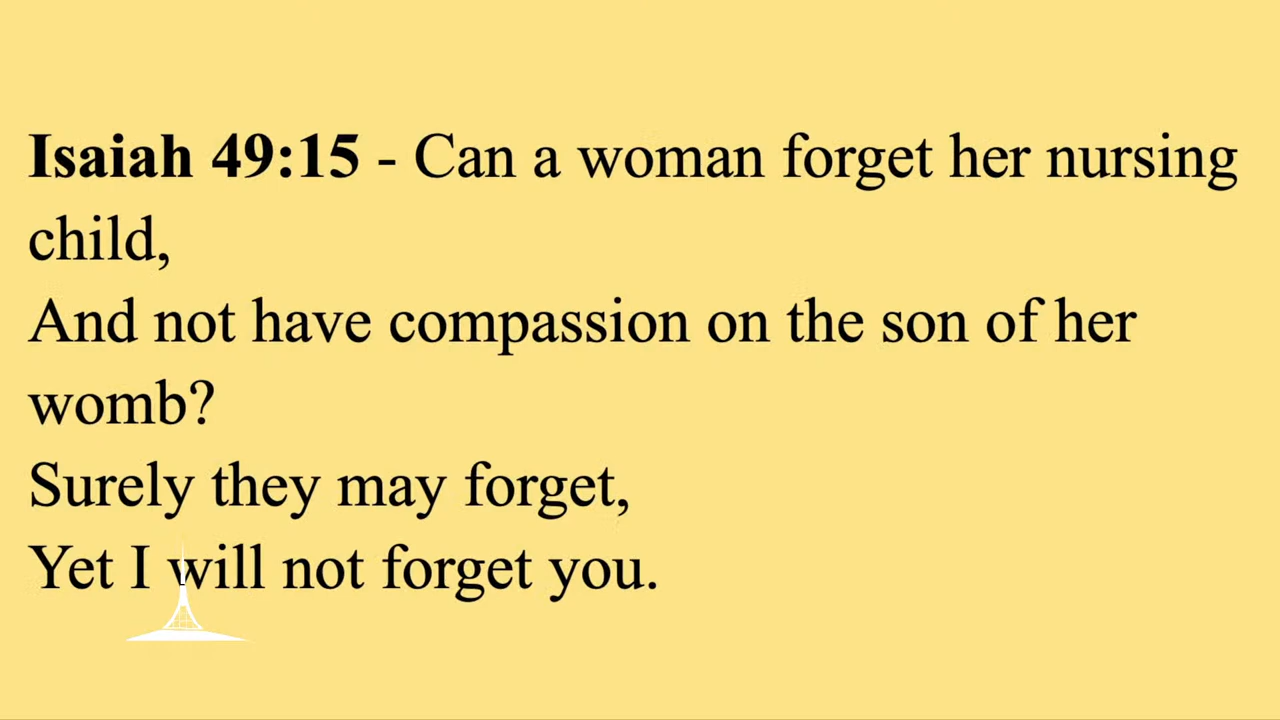 Isaiah 49:15 - Can a woman forget her nursing
child,
And not have compassion on the son of her
womb?
Surely they may forget,
Yet I will not forget you.